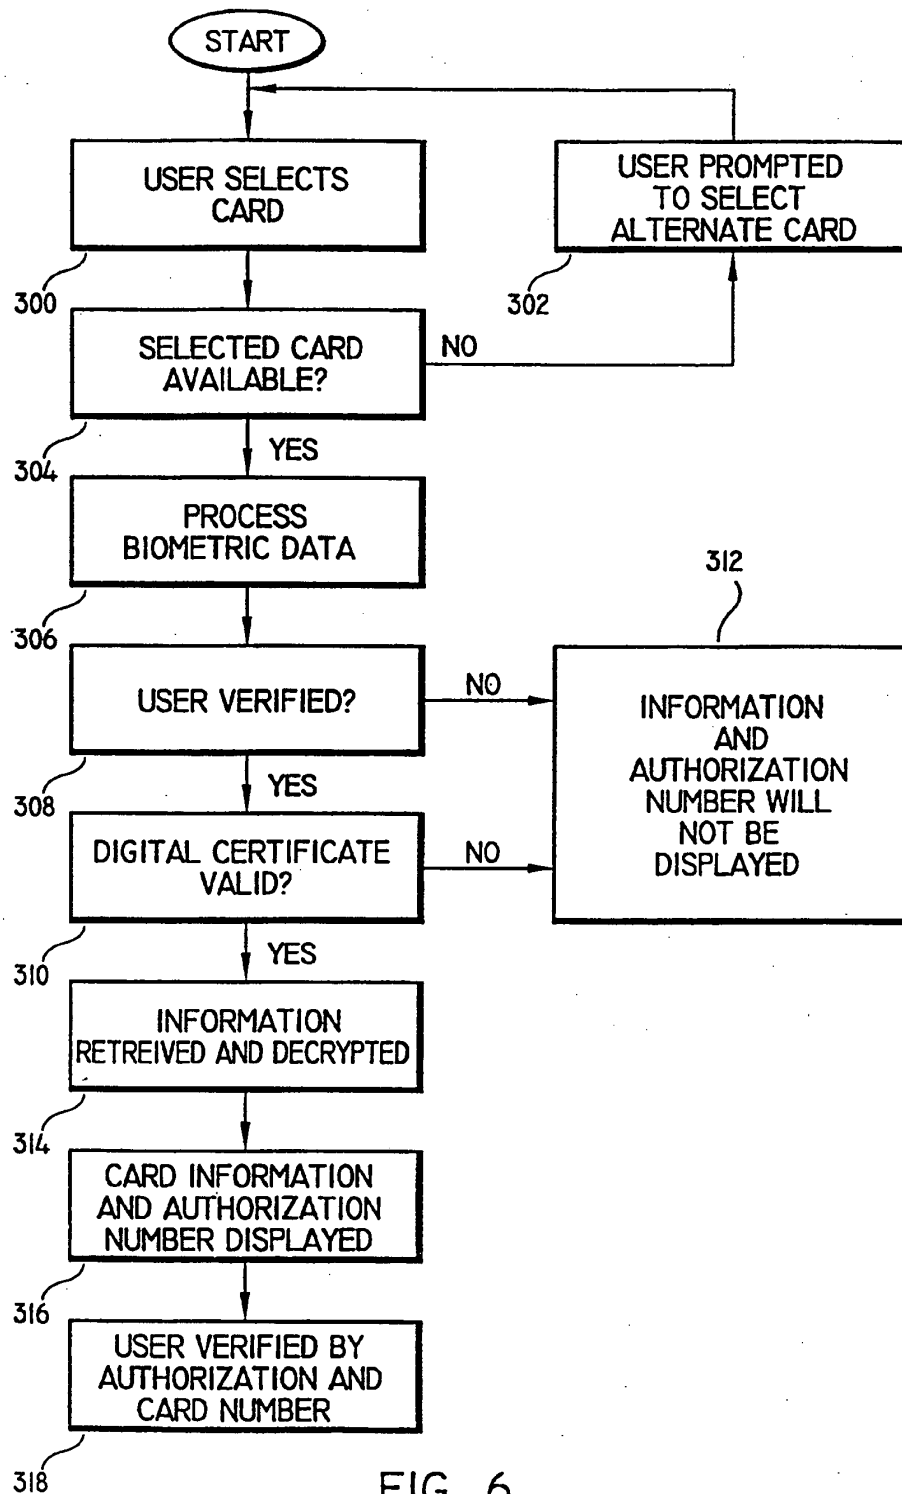 START
USER SELECTS
CARD
300
USER PROMPTED
TO SELECT
ALTERNATE CARD
302
SELECTED CARD
AVAILABLE?
NO
304
YES
PROCESS
BIOMETRIC DATA
306
312
USER VERIFIED?
NO
308
YES
INFORMATION
AND
AUTHORIZATION
NUMBER WILL
NOT BE
DISPLAYED
DIGITAL CERTIFICATE
VALID?
NO
310
YES
INFORMATION
RETREIVED AND DECRYPTED
314
CARD INFORMATION
AND AUTHORIZATION
NUMBER DISPLAYED
316
USER VERIFIED BY
AUTHORIZATION AND
CARD NUMBER
318
FIG. 6